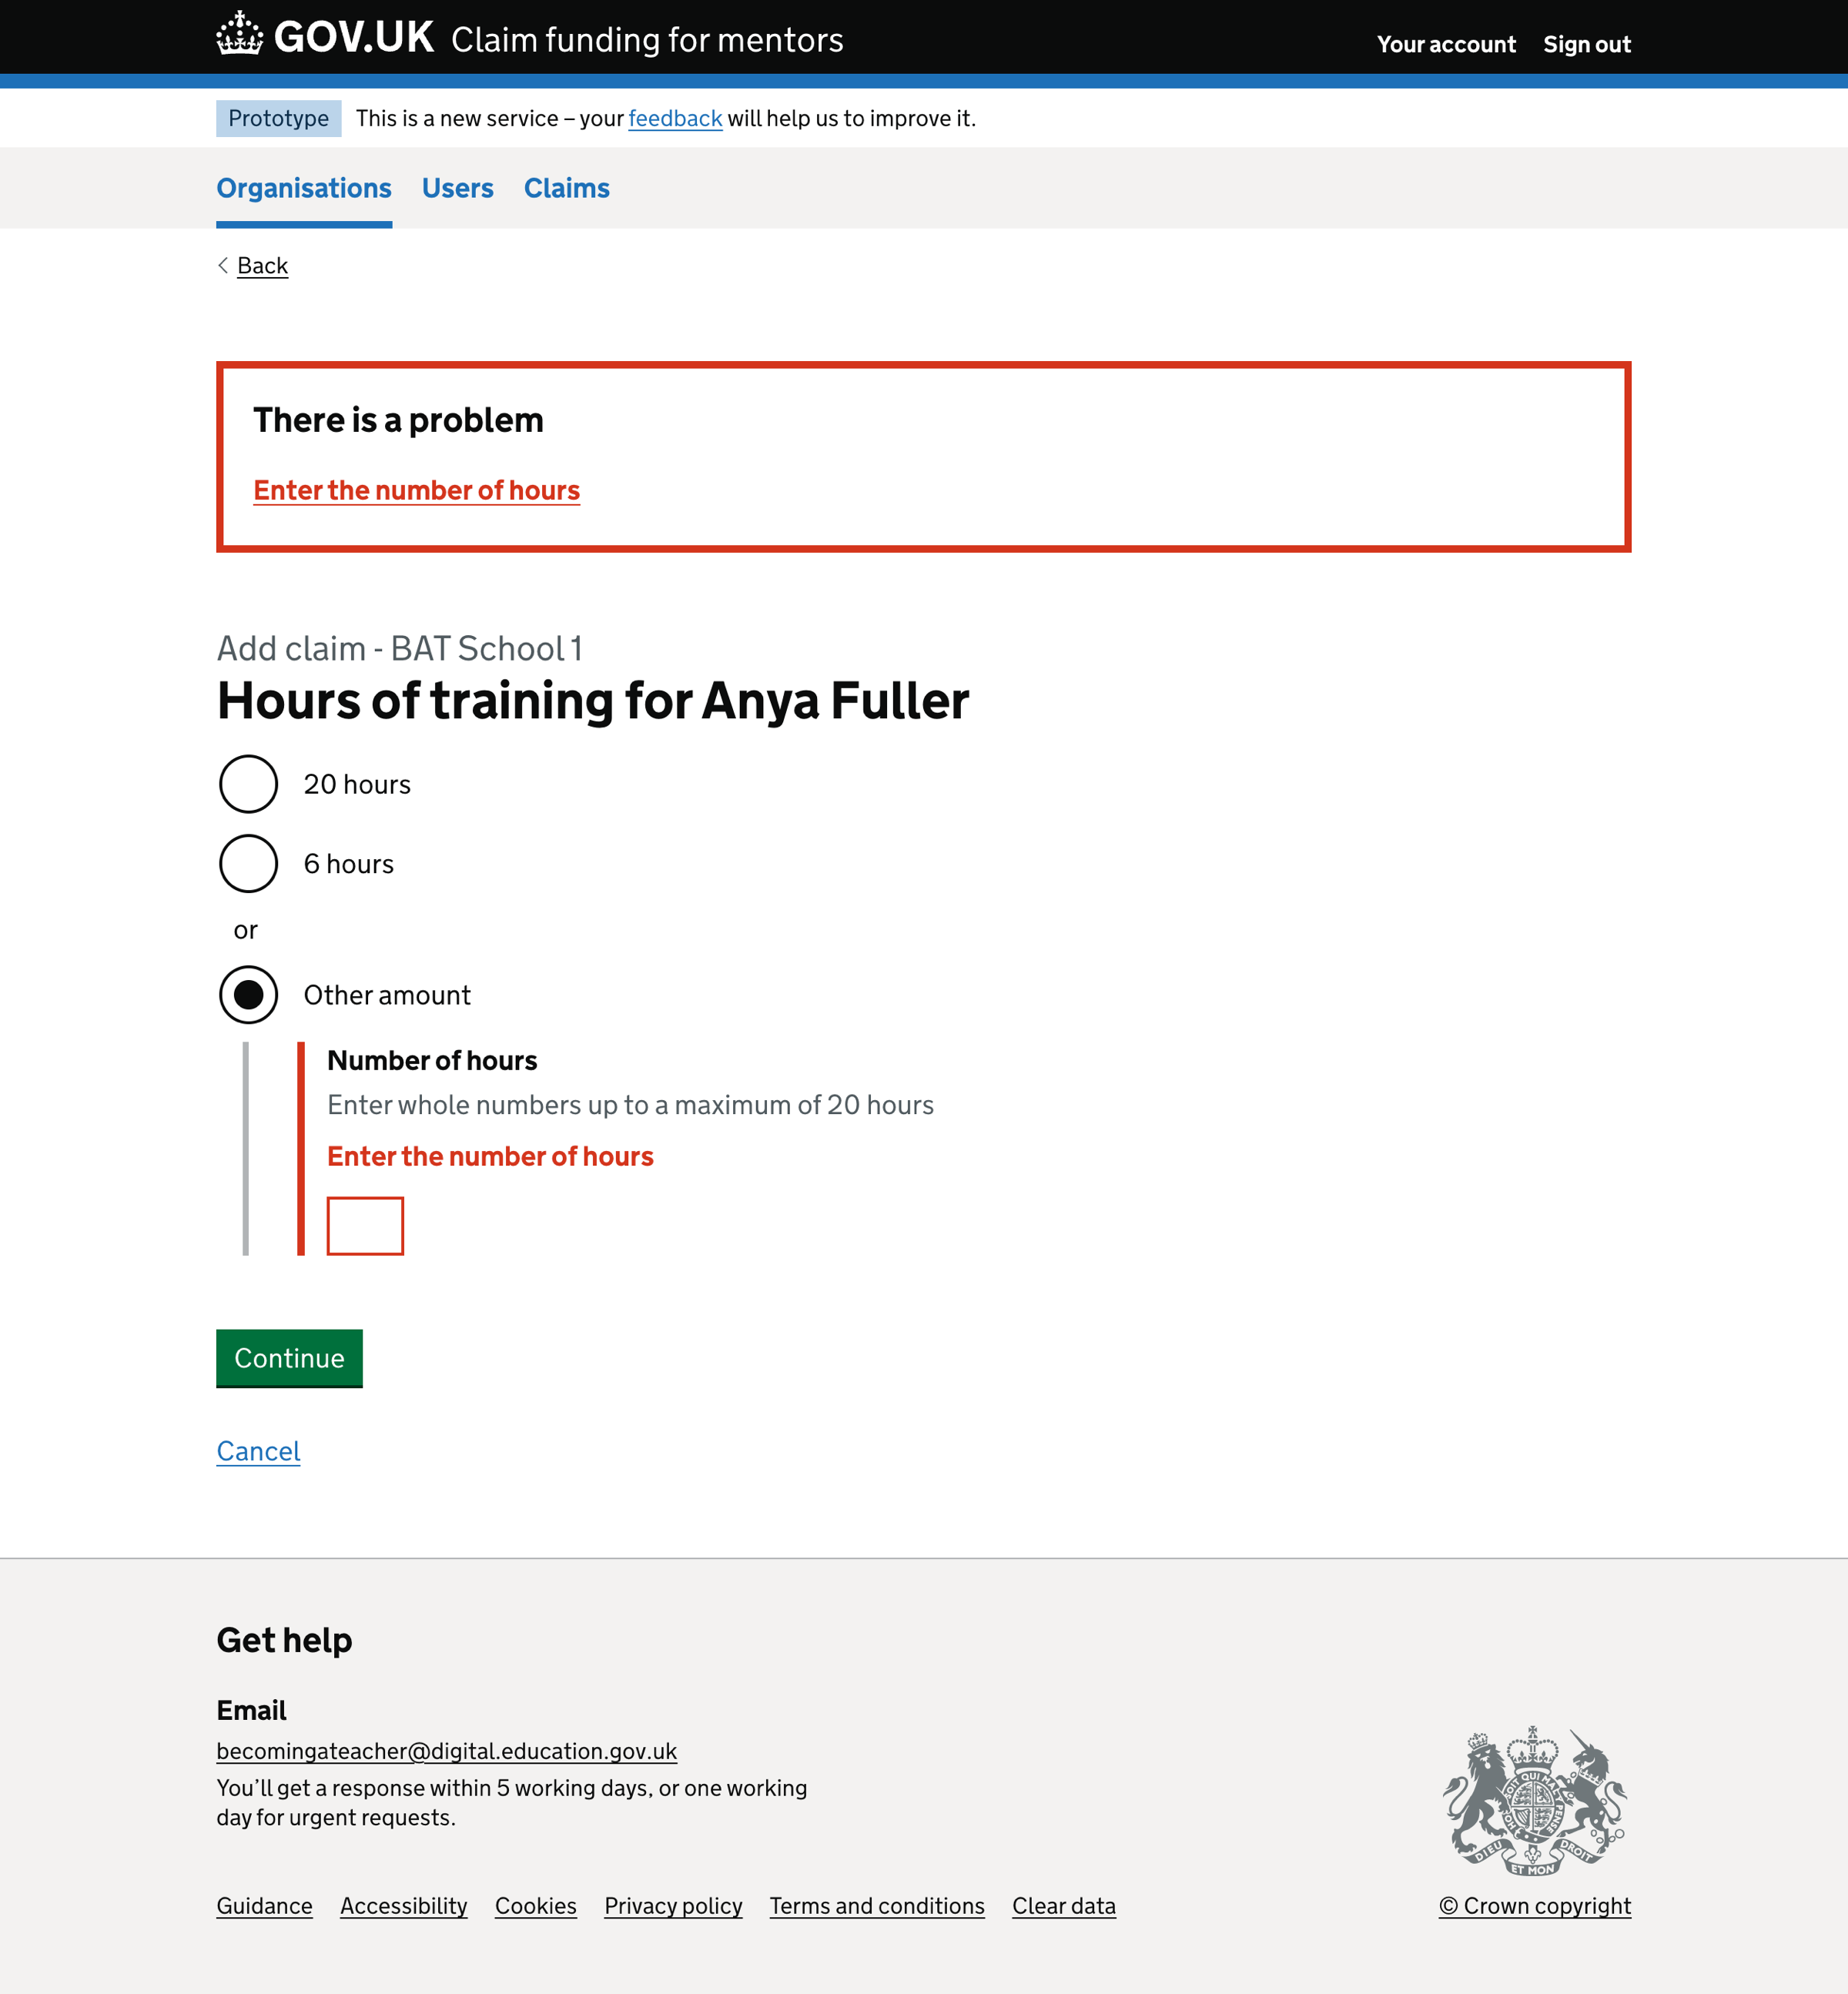 GOV.UK Claim funding for mentors
Your account Sign out
Prototype This is a new service – your feedback will help us to improve it.
Organisations Users Claims
Back
There is a problem
Enter the number of hours
Add claim - BAT School 1
Hours of training for Anya Fuller
20 hours
6 hours
or
Other amount
Number of hours
Enter whole numbers up to a maximum of 20 hours
Enter the number of hours
Continue
Cancel
Get help
Email
becomingateacher@digital.education.gov.uk
You’ll get a response within 5 working days, or one working
day for urgent requests.
DIEU ET MON DROIT
Guidance Accessibility Cookies Privacy policy Terms and conditions Clear data
© Crown copyright